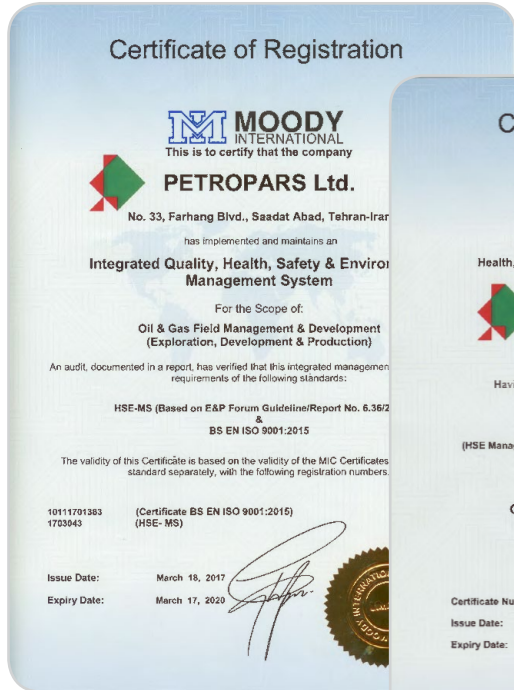 Certificate of Registration
MOODY
INTERNATIONAL
This is to certify that the company
PETROPARS Ltd.
No. 33, Farhang Blvd., Saadat Abad, Tehran-Iran
has implemented and maintains an
Integrated Quality, Health, Safety & Enviro
Management System
For the Scope of:
Oil & Gas Field Management & Development
(Exploration, Development & Production)
An audit, documented in a report, has verified that this integrated managemen
requirements of the following standards:
HSE-MS (Based on E&P Forum Guideline/Report No. 6.36/2
&
BS EN ISO 9001:2015
The validity of this Certificate is based on the validity of the MIC Certificates
standard separately, with the following registration numbers.
10111701383 (Certificate BS EN ISO 9001:2015)
1703043 (HSE- MS)
Issue Date: March 18, 2017
Expiry Date: March 17, 2020
Health,
Havi
(HSE Mana
Certificate Nu
Issue Date:
Expiry Date: